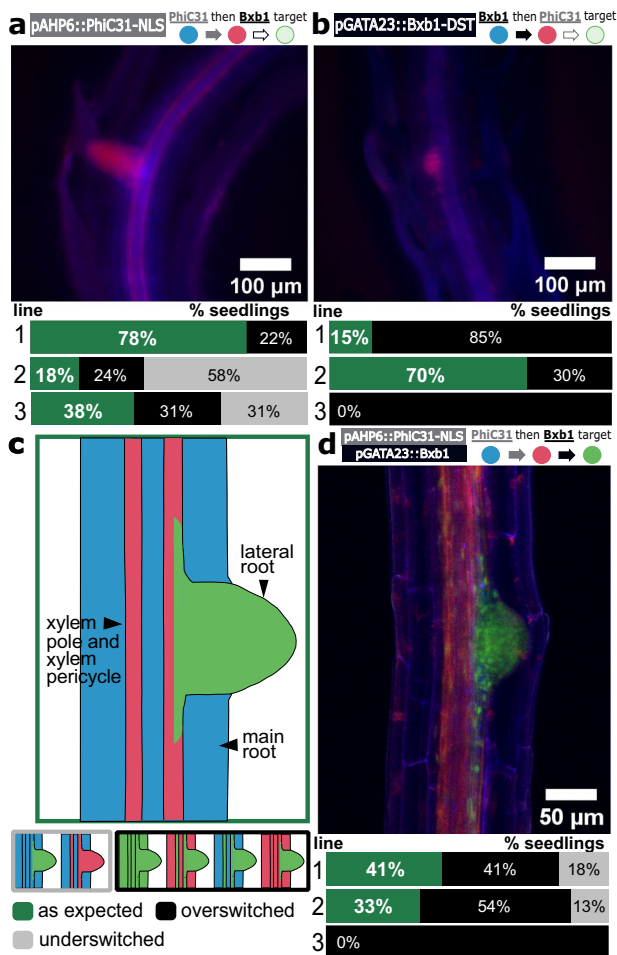 a pAHP6::PhiC31-NLS PhiC31 then Bxb1 target
100 µm
line % seedlings
1 78% 22%
2 18% 24% 58%
3 38% 31% 31%
b pGATA23::Bxb1-DST Bxb1 then PhiC31 target
100 µm
line % seedlings
1 15% 85%
2 70% 30%
3 0%
c
lateral
root
xylem
pole and
xylem
pericycle
main
root
as expected overswitched
underswitched
d pAHP6::PhiC31-NLS PhiC31 then Bxb1 target
pGATA23::Bxb1
50 µm
line % seedlings
1 41% 41% 18%
2 33% 54% 13%
3 0%